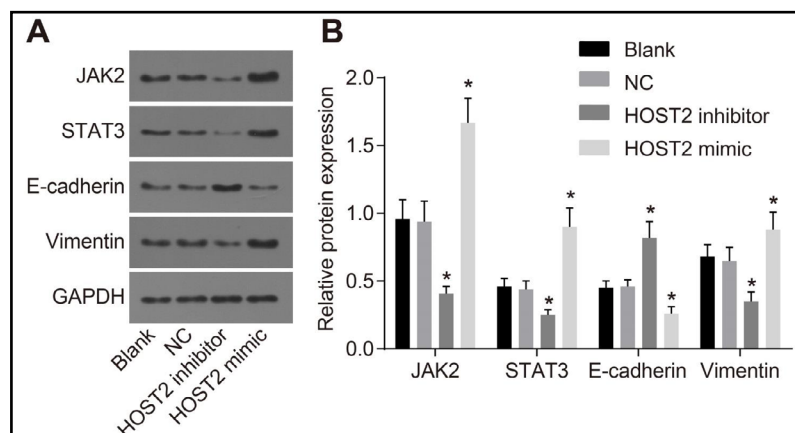 A
JAK2
STAT3
E-cadherin
Vimentin
GAPDH
Blank
NC
HOST2 inhibitor
HOST2 mimic
B
Blank
NC
HOST2 inhibitor
HOST2 mimic
Relative protein expression
2.0
1.5
1.0
0.5
0.0
* * * * * * * *
JAK2 STAT3 E-cadherin Vimentin